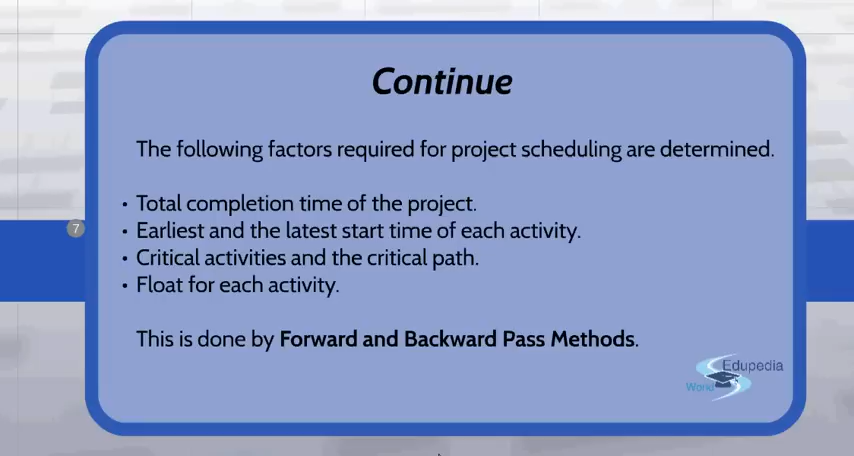 Continue
The following factors required for project scheduling are determined.
• Total completion time of the project.
• Earliest and the latest start time of each activity.
7
• Critical activities and the critical path.
• Float for each activity.
This is done by Forward and Backward Pass Methods.
Edupedia
World